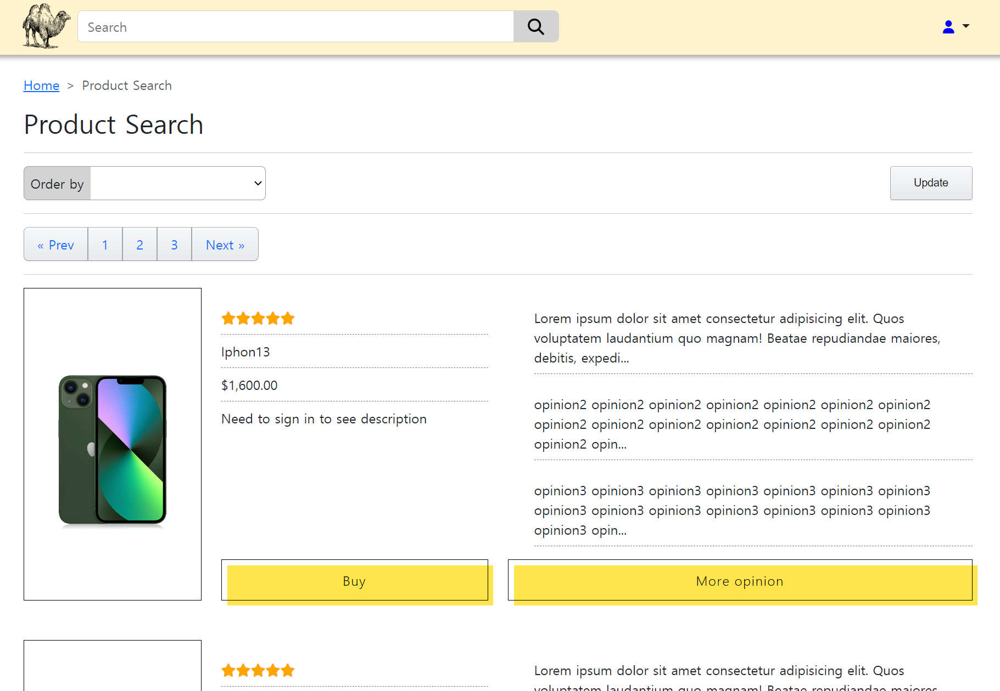 Search
Home > Product Search
Product Search
Order by
Update
« Prev 1 2 3 Next »
Iphon13
$1,600.00
Need to sign in to see description
Buy
Lorem ipsum dolor sit amet consectetur adipisicing elit. Quos
voluptatem laudantium quo magnam! Beatae repudiandae maiores,
debitis, expedi...
opinion2 opinion2 opinion2 opinion2 opinion2 opinion2 opinion2
opinion2 opinion2 opinion2 opinion2 opinion2 opinion2 opinion2
opinion2 opin...
opinion3 opinion3 opinion3 opinion3 opinion3 opinion3 opinion3
opinion3 opinion3 opinion3 opinion3 opinion3 opinion3 opinion3
opinion3 opin...
More opinion
Lorem ipsum dolor sit amet consectetur adipisicing elit. Quos
voluptatem laudantium quo magnam! Beatae repudiandae maiores,